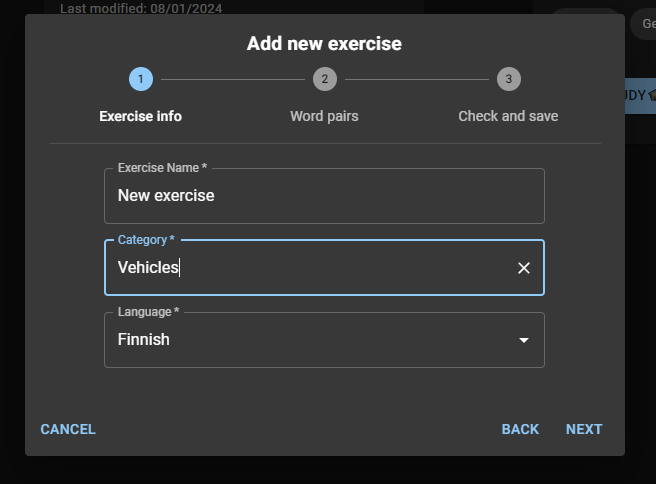 Last modified: 08/01/2024
Ge
Add new exercise
1 2 3
Exercise info Word pairs Check and save
UDY
Exercise Name *
New exercise
Category *
Vehicles
Language *
Finnish
CANCEL BACK NEXT